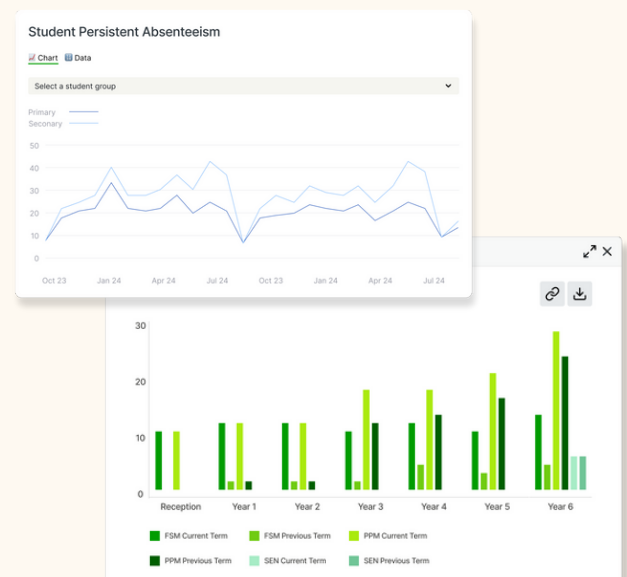 Student Persistent Absenteeism
Chart Data
Select a student group
Primary
Seconary
50
40
30
20
10
0
Oct 23 Jan 24 Apr 24 Jul 24 Oct 23 Jan 24 Apr 24 Jul 24
30
20
10
0
Reception Year 1 Year 2 Year 3 Year 4 Year 5 Year 6
FSM Current Term FSM Previous Term PPM Current Term
PPM Previous Term SEN Current Term SEN Previous Term